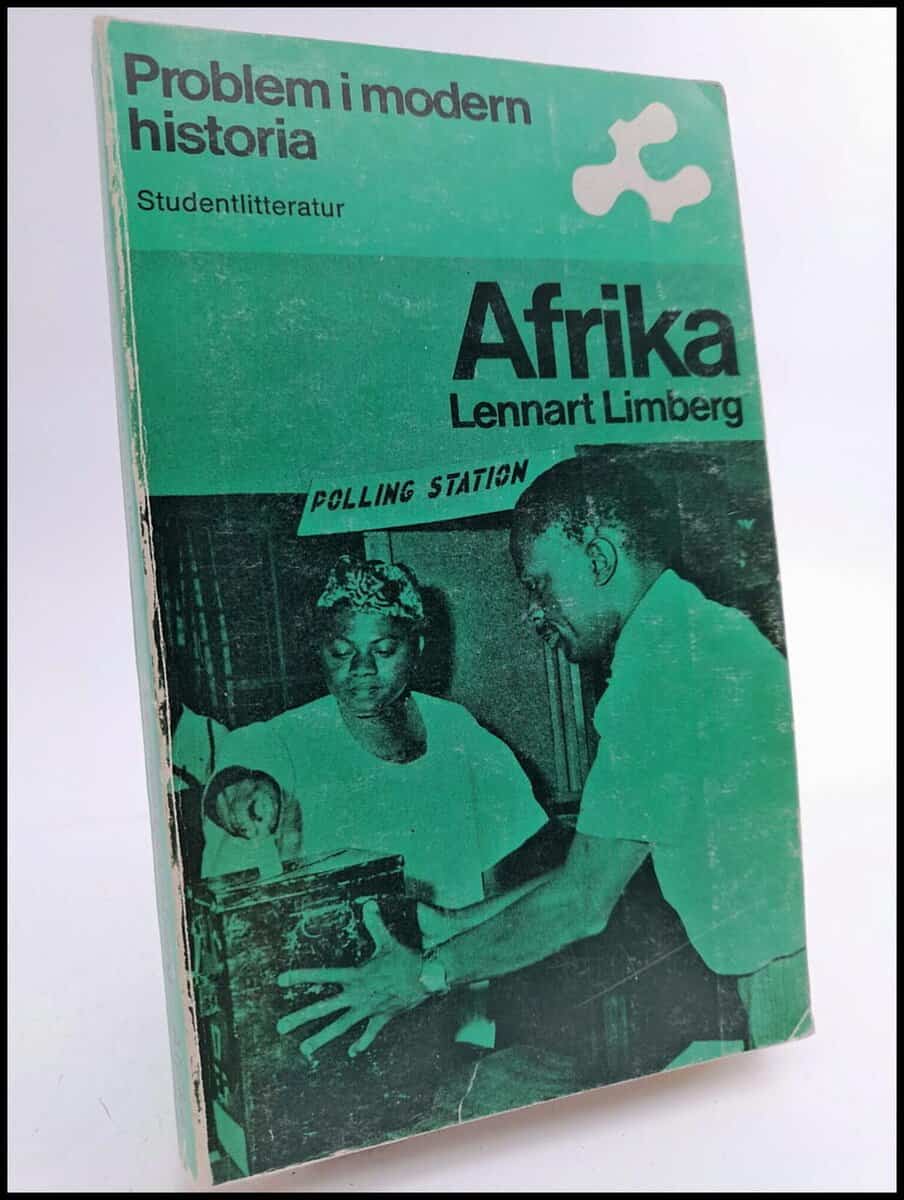 Problem i modern
historia
Studentlitteratur
Afrika
Lennart Limberg
POLLING STATION